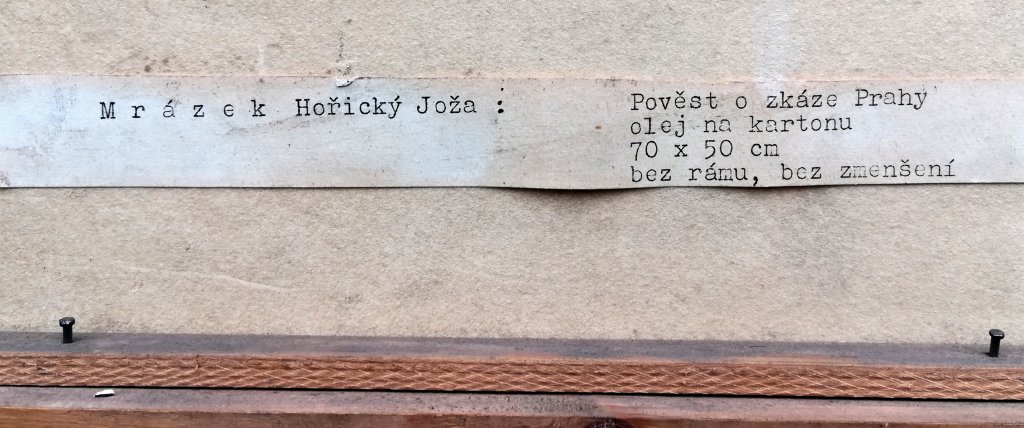 M r á z e k Hořický Joža : Pověst o zkáze Prahy
olej na kartonu
70 x 50 cm
bez rámu, bez zmenšení